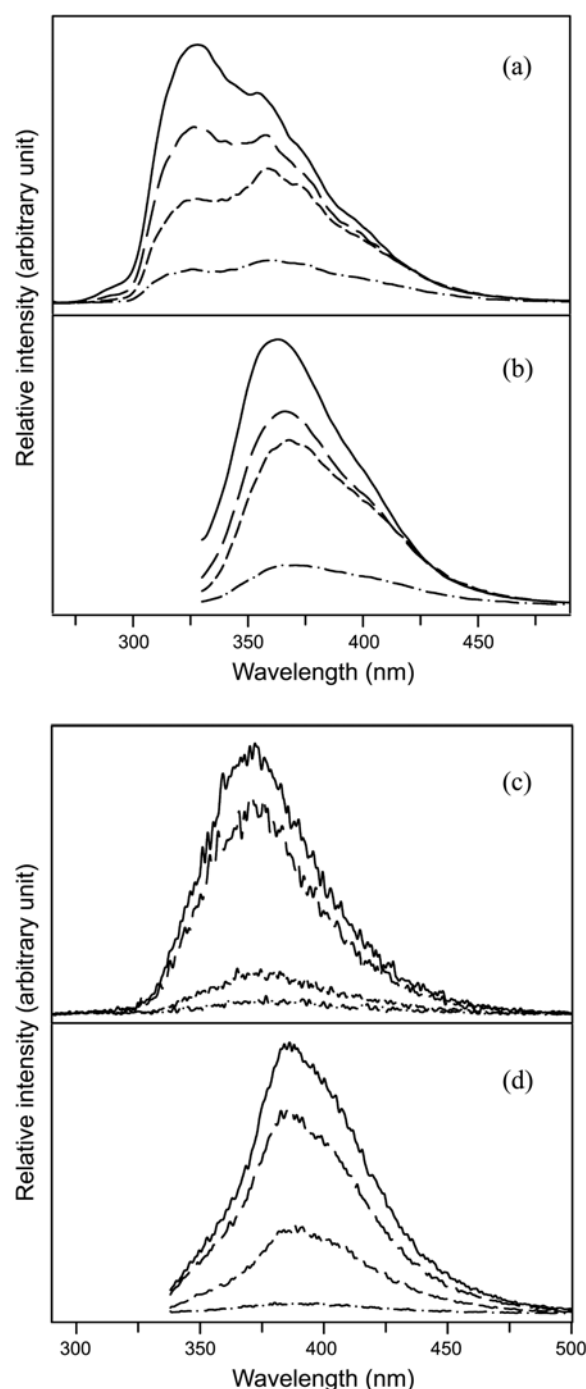 (a)
Relative intensity (arbitrary unit)
(b)
300 350 400 450
Wavelength (nm)
(c)
Relative intensity (arbitrary unit)
(d)
300 350 400 450 500
Wavelength (nm)